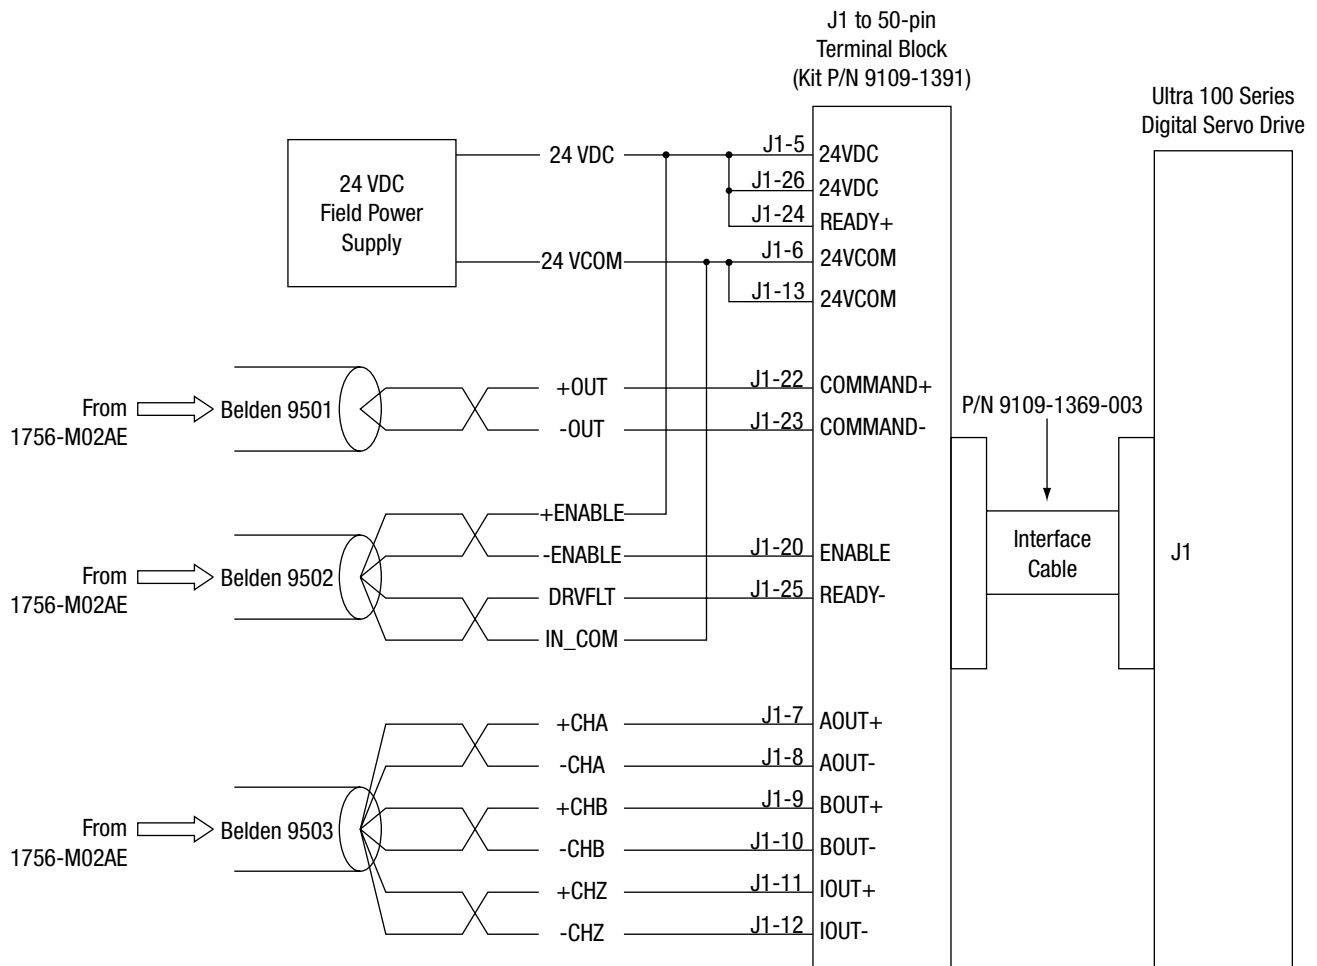 J1 to 50-pin
Terminal Block
(Kit P/N 9109-1391)
Ultra 100 Series
Digital Servo Drive
24 VDC
Field Power
Supply
24 VDC
J1-5
24VDC
J1-26
24VDC
J1-24
READY+
24 VCOM
J1-6
24VCOM
J1-13
24VCOM
From
1756-M02AE
Belden 9501
+OUT
J1-22
COMMAND+
-OUT
J1-23
COMMAND-
P/N 9109-1369-003
From
1756-M02AE
Belden 9502
+ENABLE
-ENABLE
J1-20
ENABLE
DRVFLT
J1-25
READY-
IN_COM
Interface
Cable
J1
From
1756-M02AE
Belden 9503
+CHA
J1-7
AOUT+
-CHA
J1-8
AOUT-
+CHB
J1-9
BOUT+
-CHB
J1-10
BOUT-
+CHZ
J1-11
IOUT+
-CHZ
J1-12
IOUT-